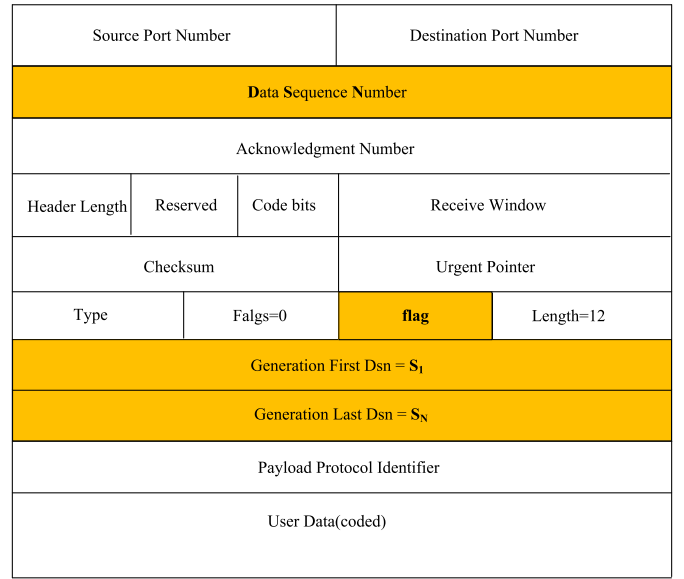 Source Port Number Destination Port Number
Data Sequence Number
Acknowledgment Number
Header Length Reserved Code bits Receive Window
Checksum Urgent Pointer
Type Falgs=0 flag Length=12
Generation First Dsn = S₁
Generation Last Dsn = S_N
Payload Protocol Identifier
User Data(coded)